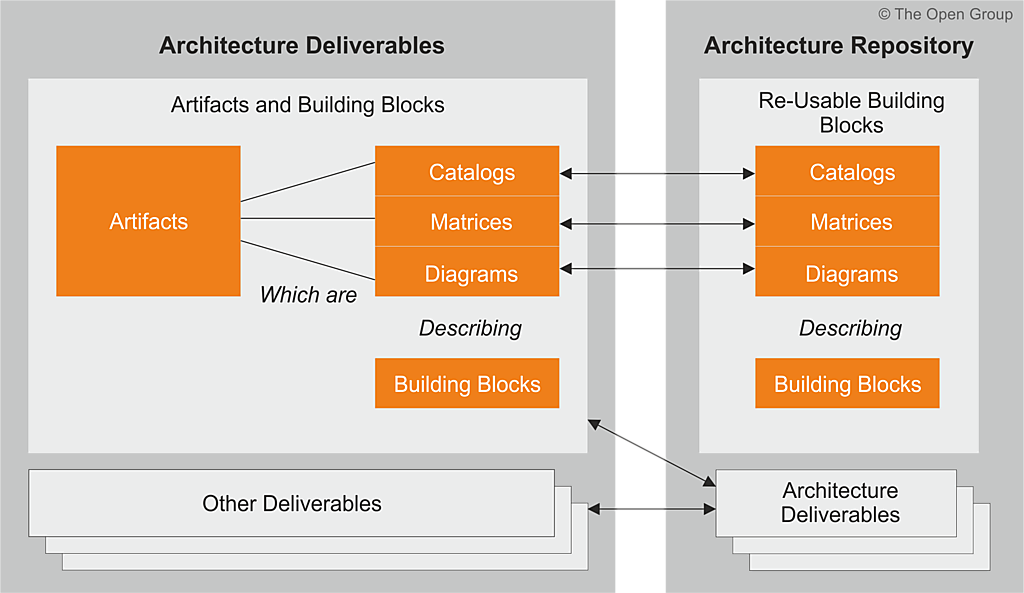 © The Open Group
Architecture Deliverables
Artifacts and Building Blocks
Artifacts
Catalogs
Matrices
Diagrams
Which are
Describing
Building Blocks
Other Deliverables
Architecture Repository
Re-Usable Building
Blocks
Catalogs
Matrices
Diagrams
Describing
Building Blocks
Architecture
Deliverables